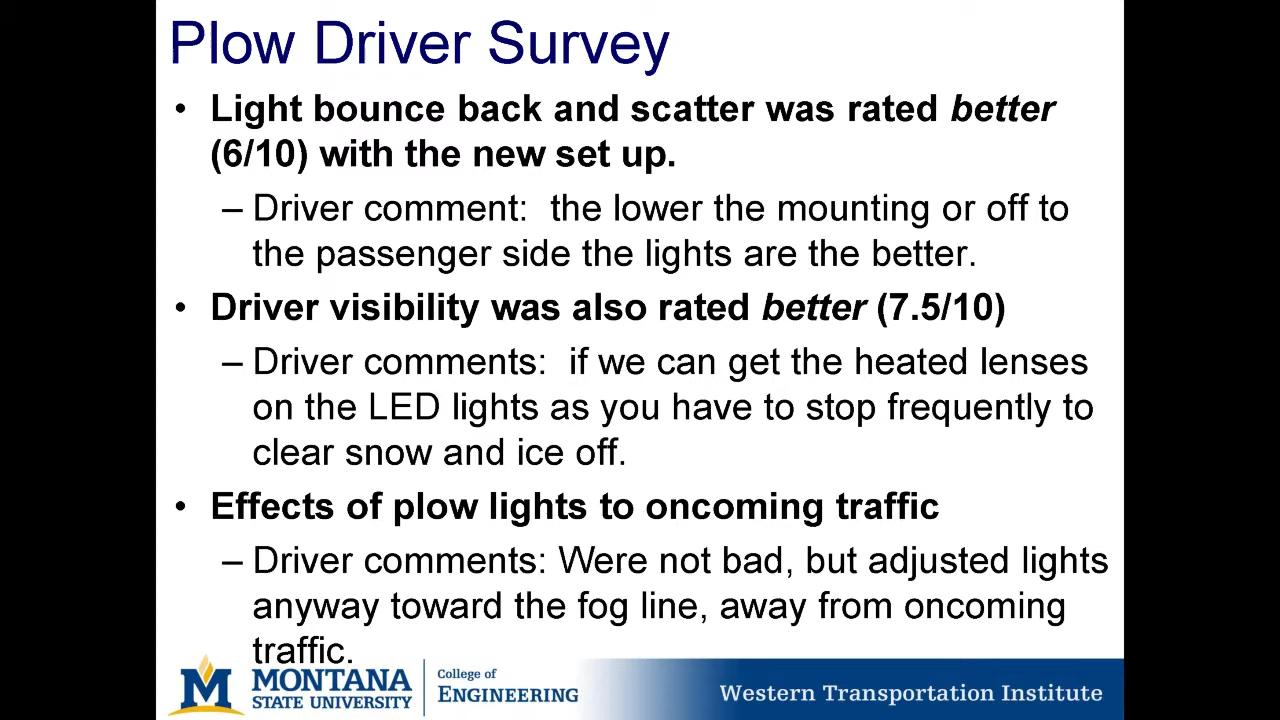 Plow Driver Survey
• Light bounce back and scatter was rated better
(6/10) with the new set up.
– Driver comment:  the lower the mounting or off to
the passenger side the lights are the better.
• Driver visibility was also rated better (7.5/10)
– Driver comments:  if we can get the heated lenses
on the LED lights as you have to stop frequently to
clear snow and ice off.
• Effects of plow lights to oncoming traffic
– Driver comments: Were not bad, but adjusted lights
anyway toward the fog line, away from oncoming
traffic.
M
MONTANA
STATE UNIVERSITY
College of
ENGINEERING
Western Transportation Institute